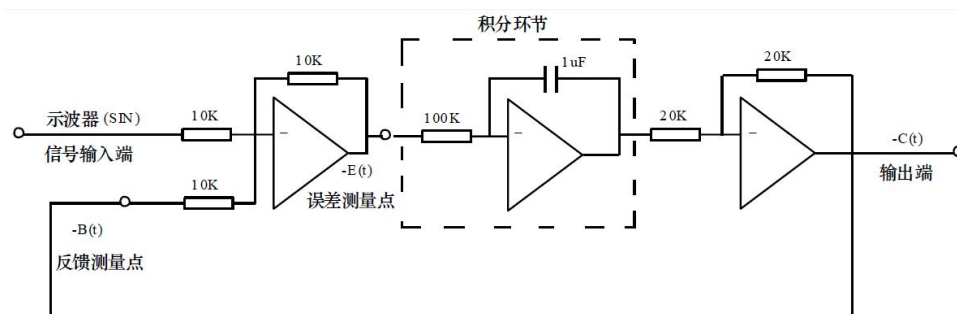 积分环节
10K
1uF
20K
示波器(SIN)
10K
100K
20K
信号输入端
-E(t)
-C(t)
10K
误差测量点
输出端
-B(t)
反馈测量点